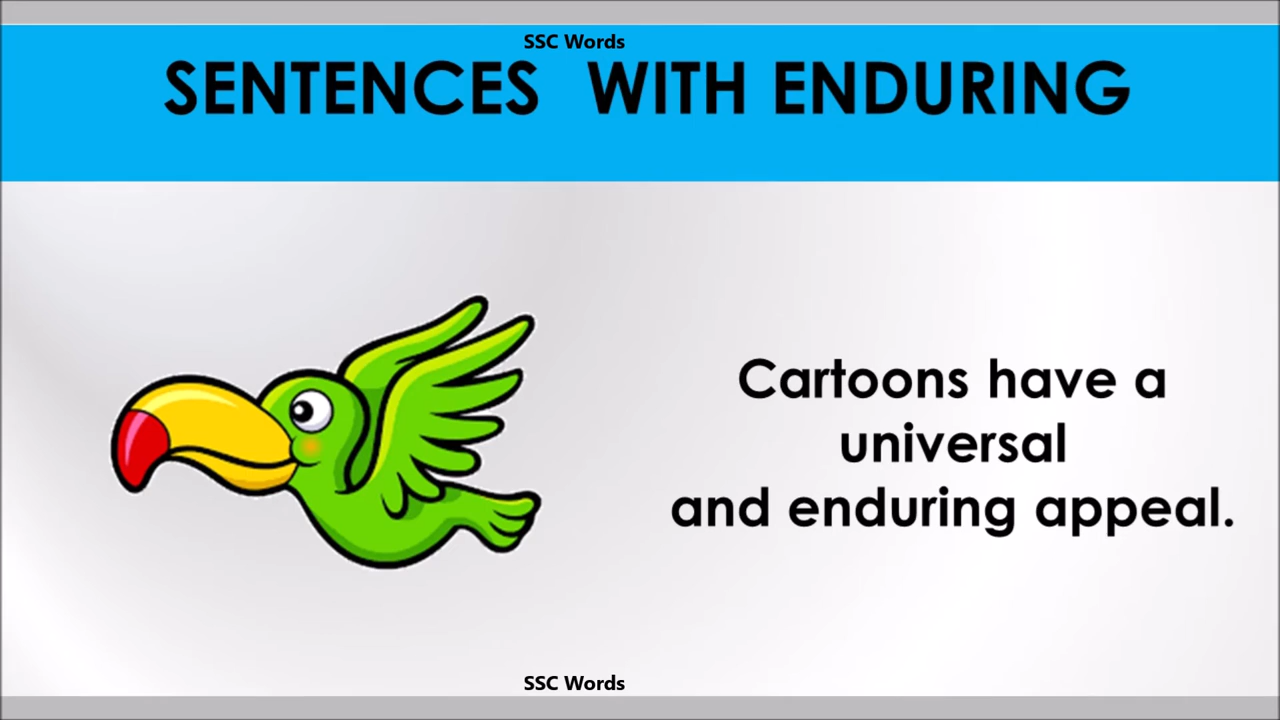 SSC Words
SENTENCES WITH ENDURING
Cartoons have a
universal
and enduring appeal.
SSC Words